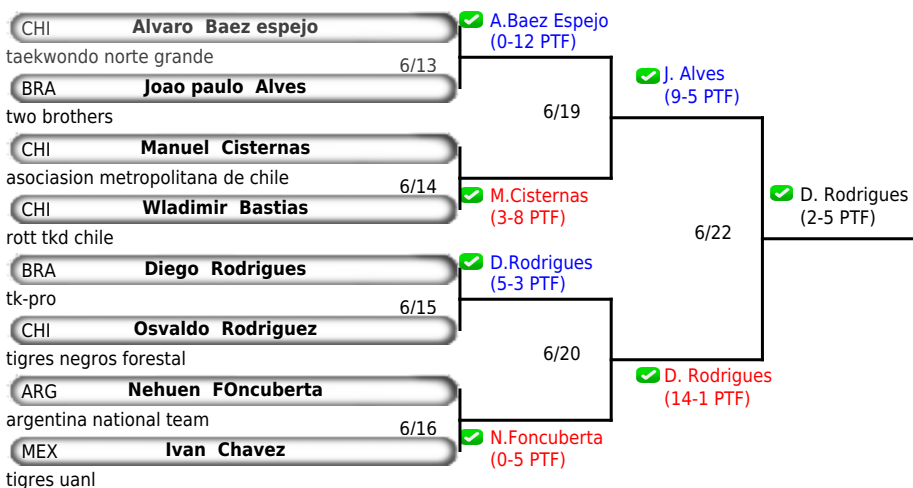 CHI Alvaro Baez espejo
taekwondo norte grande
6/13
BRA Joao paulo Alves
two brothers
CHI Manuel Cisternas
asociasion metropolitana de chile
6/14
CHI Wladimir Bastias
rott tkd chile
BRA Diego Rodrigues
tk-pro
6/15
CHI Osvaldo Rodriguez
tigres negros forestal
ARG Nehuen FOncuberta
argentina national team
6/16
MEX Ivan Chavez
tigres uanl
A.Baez Espejo
(0-12 PTF)
6/19
M.Cisternas
(3-8 PTF)
D.Rodrigues
(5-3 PTF)
6/20
N.Foncuberta
(0-5 PTF)
J. Alves
(9-5 PTF)
6/22
D. Rodrigues
(14-1 PTF)
D. Rodrigues
(2-5 PTF)